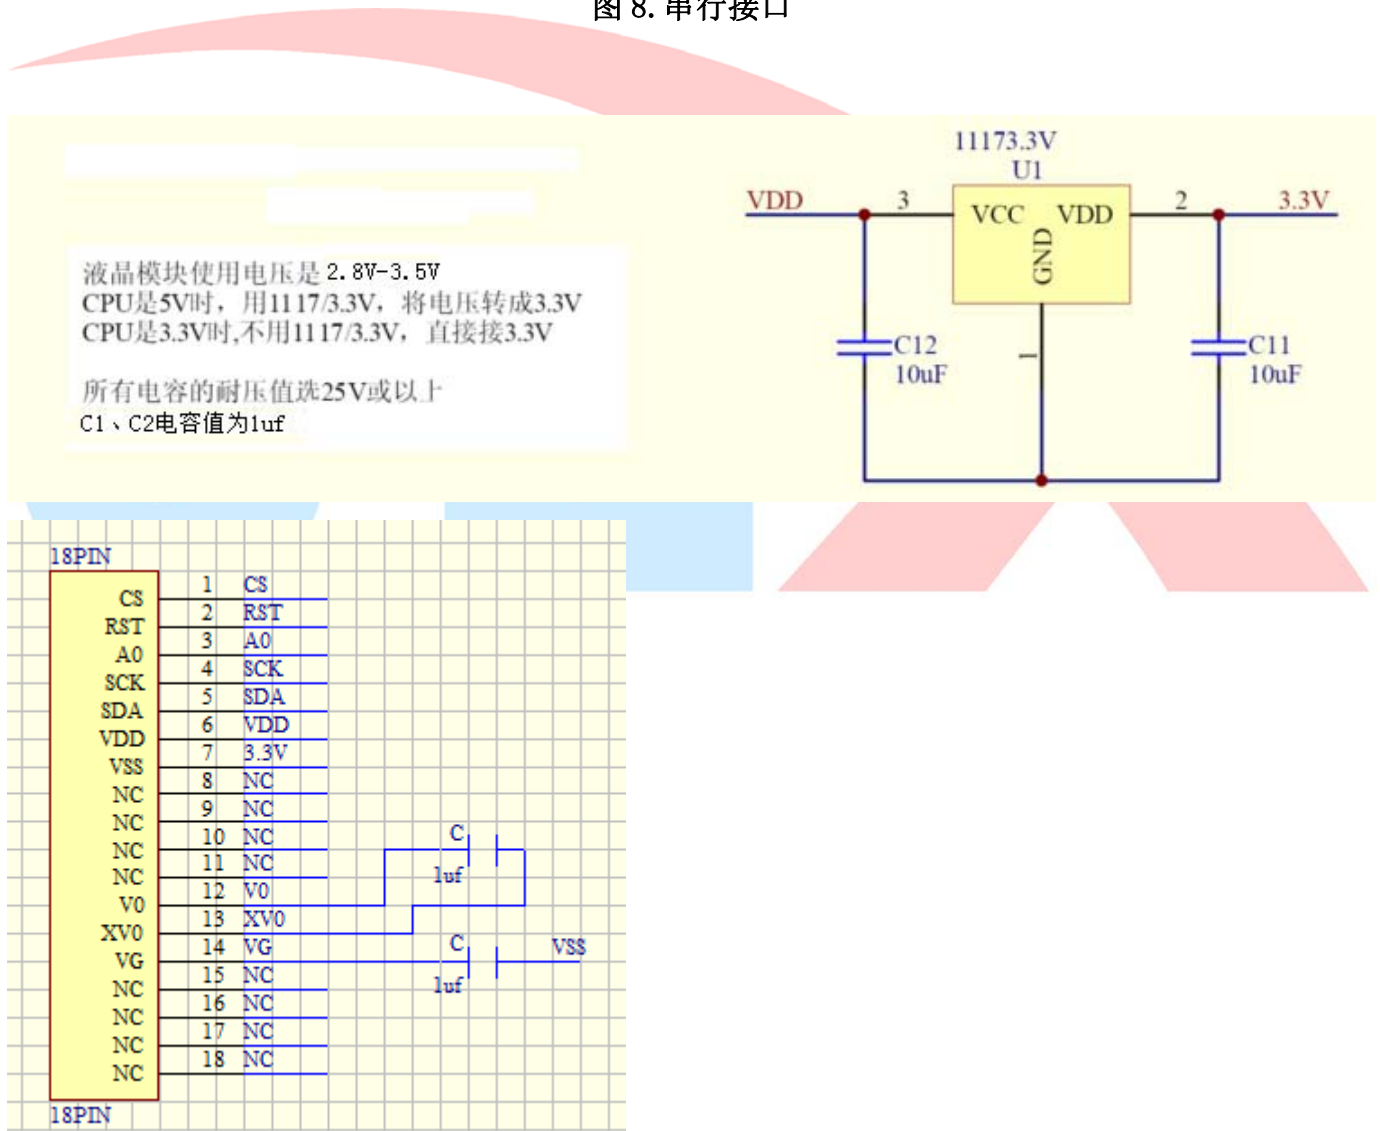 图 8. 串行接口
11173.3V
U1
VDD
3
VCC
VDD
GND
2
3.3V
1
C12
10uF
C11
10uF
液晶模块使用电压是2.8V-3.5V
CPU是5V时，用1117/3.3V，将电压转成3.3V
CPU是3.3V时,不用1117/3.3V，直接接3.3V
所有电容的耐压值选25V或以上
C1、C2电容值为1uf
18PIN
CS 1 CS
RST 2 RST
A0 3 A0
SCK 4 SCK
SDA 5 SDA
VDD 6 VDD
VSS 7 3.3V
NC 8 NC
NC 9 NC
NC 10 NC
NC 11 NC
V0 12 V0
XV0 13 XV0
VG 14 VG
NC 15 NC
NC 16 NC
NC 17 NC
NC 18 NC
C
1uf
C
1uf
VSS
18PIN